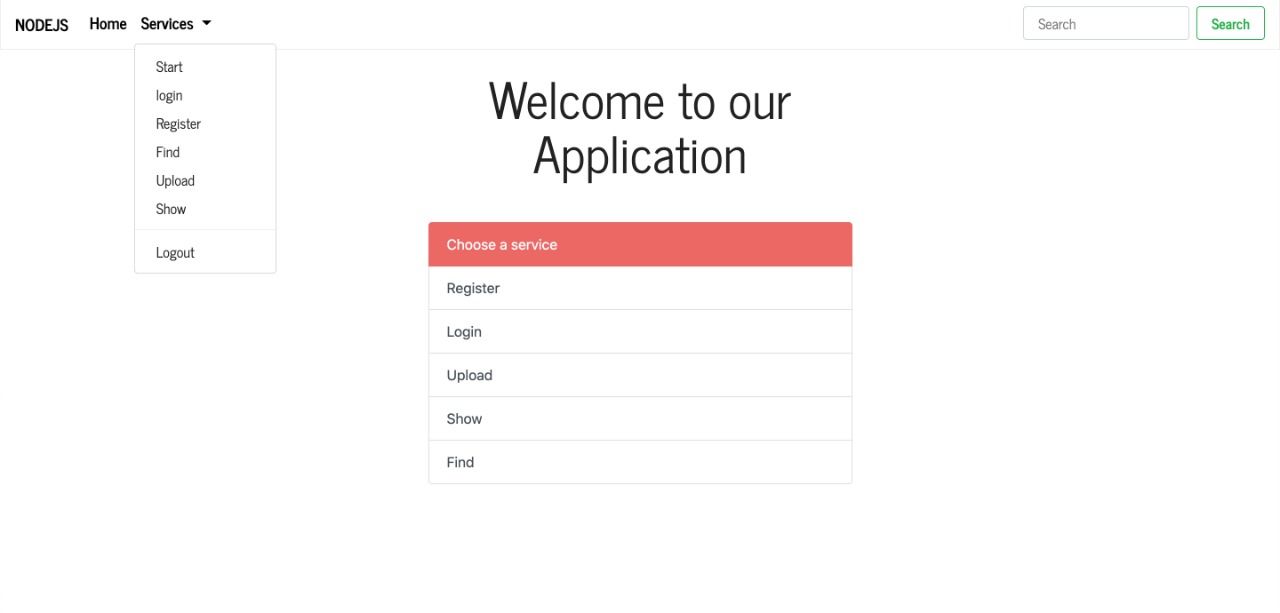 NODEJS Home Services Search Search
Start
login
Register
Find
Upload
Show
Logout
Welcome to our
Application
Choose a service
Register
Login
Upload
Show
Find